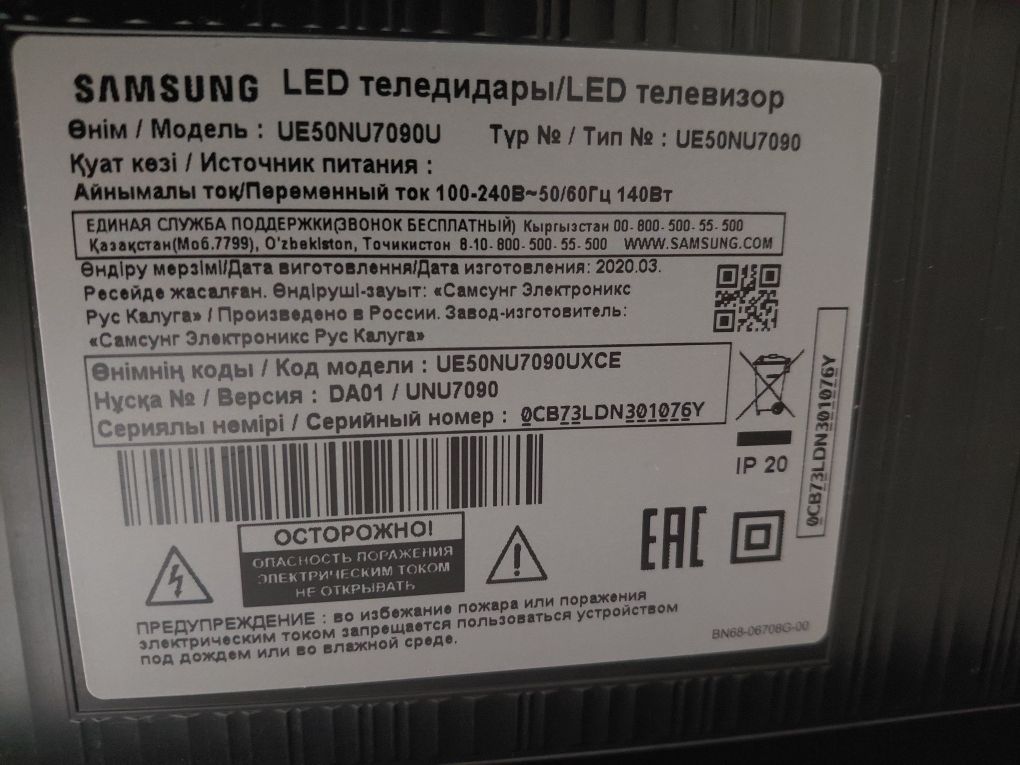 SAMSUNG LED теледидары/LED телевизор
Өнім / Модель : UE50NU7090U Түр № / Тип № : UE50NU7090
Қуат көзі / Источник питания :
Айнымалы ток/Переменный ток 100-240В~50/60Гц 140Вт
ЕДИНАЯ СЛУЖБА ПОДДЕРЖКИ(ЗВОНОК БЕСПЛАТНЫЙ) Кыргызстан 00-800-500-55-500
Қазақстан(Моб.7799), O'zbekiston, Точикистон 8-10-800-500-55-500 WWW.SAMSUNG.COM
Өндіру мерзімі/Дата виготовлення/Дата изготовления: 2020.03.
Ресейде жасалған. Өндіруші-зауыт: «Самсунг Электроникс
Рус Калуга» / Произведено в России. Завод-изготовитель:
«Самсунг Электроникс Рус Калуга»
Өнімнің коды / Код модели : UE50NU7090UXCE
Нұсқа № / Версия : DA01 / UNU7090
Сериялы нөмірі / Серийный номер : 0CB73LDN301076Y
IP 20
0CB73LDN301076Y
ОСТОРОЖНО!
ОПАСНОСТЬ ПОРАЖЕНИЯ
ЭЛЕКТРИЧЕСКИМ ТОКОМ
НЕ ОТКРЫВАТЬ
EAC
ПРЕДУПРЕЖДЕНИЕ : во избежание пожара или поражения
электрическим током запрещается пользоваться устройством
под дождем или во влажной среде.
BN68-06708G-00